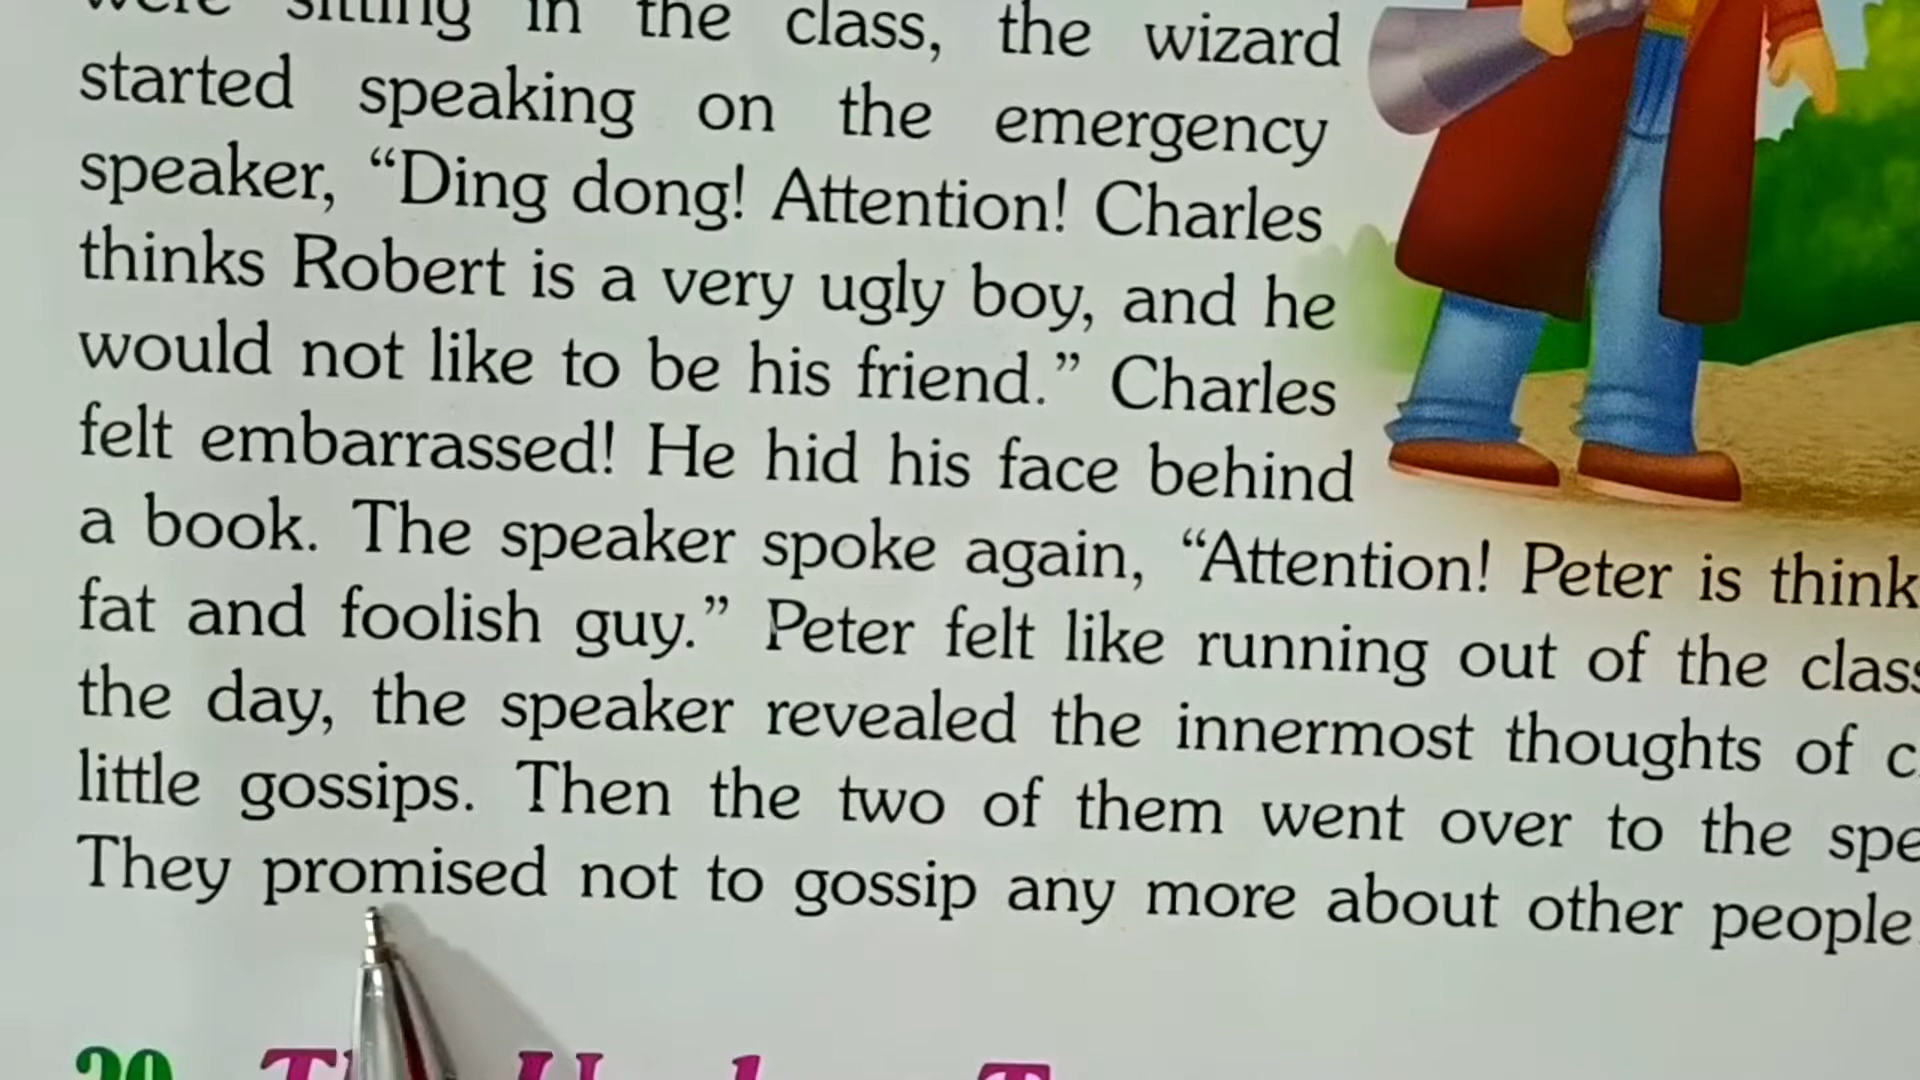 were sitting in the class, the wizard
started speaking on the emergency
speaker, “Ding dong! Attention! Charles
thinks Robert is a very ugly boy, and he
would not like to be his friend.” Charles
felt embarrassed! He hid his face behind
a book. The speaker spoke again, “Attention! Peter is think
fat and foolish guy.” Peter felt like running out of the class
the day, the speaker revealed the innermost thoughts of c
little gossips. Then the two of them went over to the spe
They promised not to gossip any more about other people
20